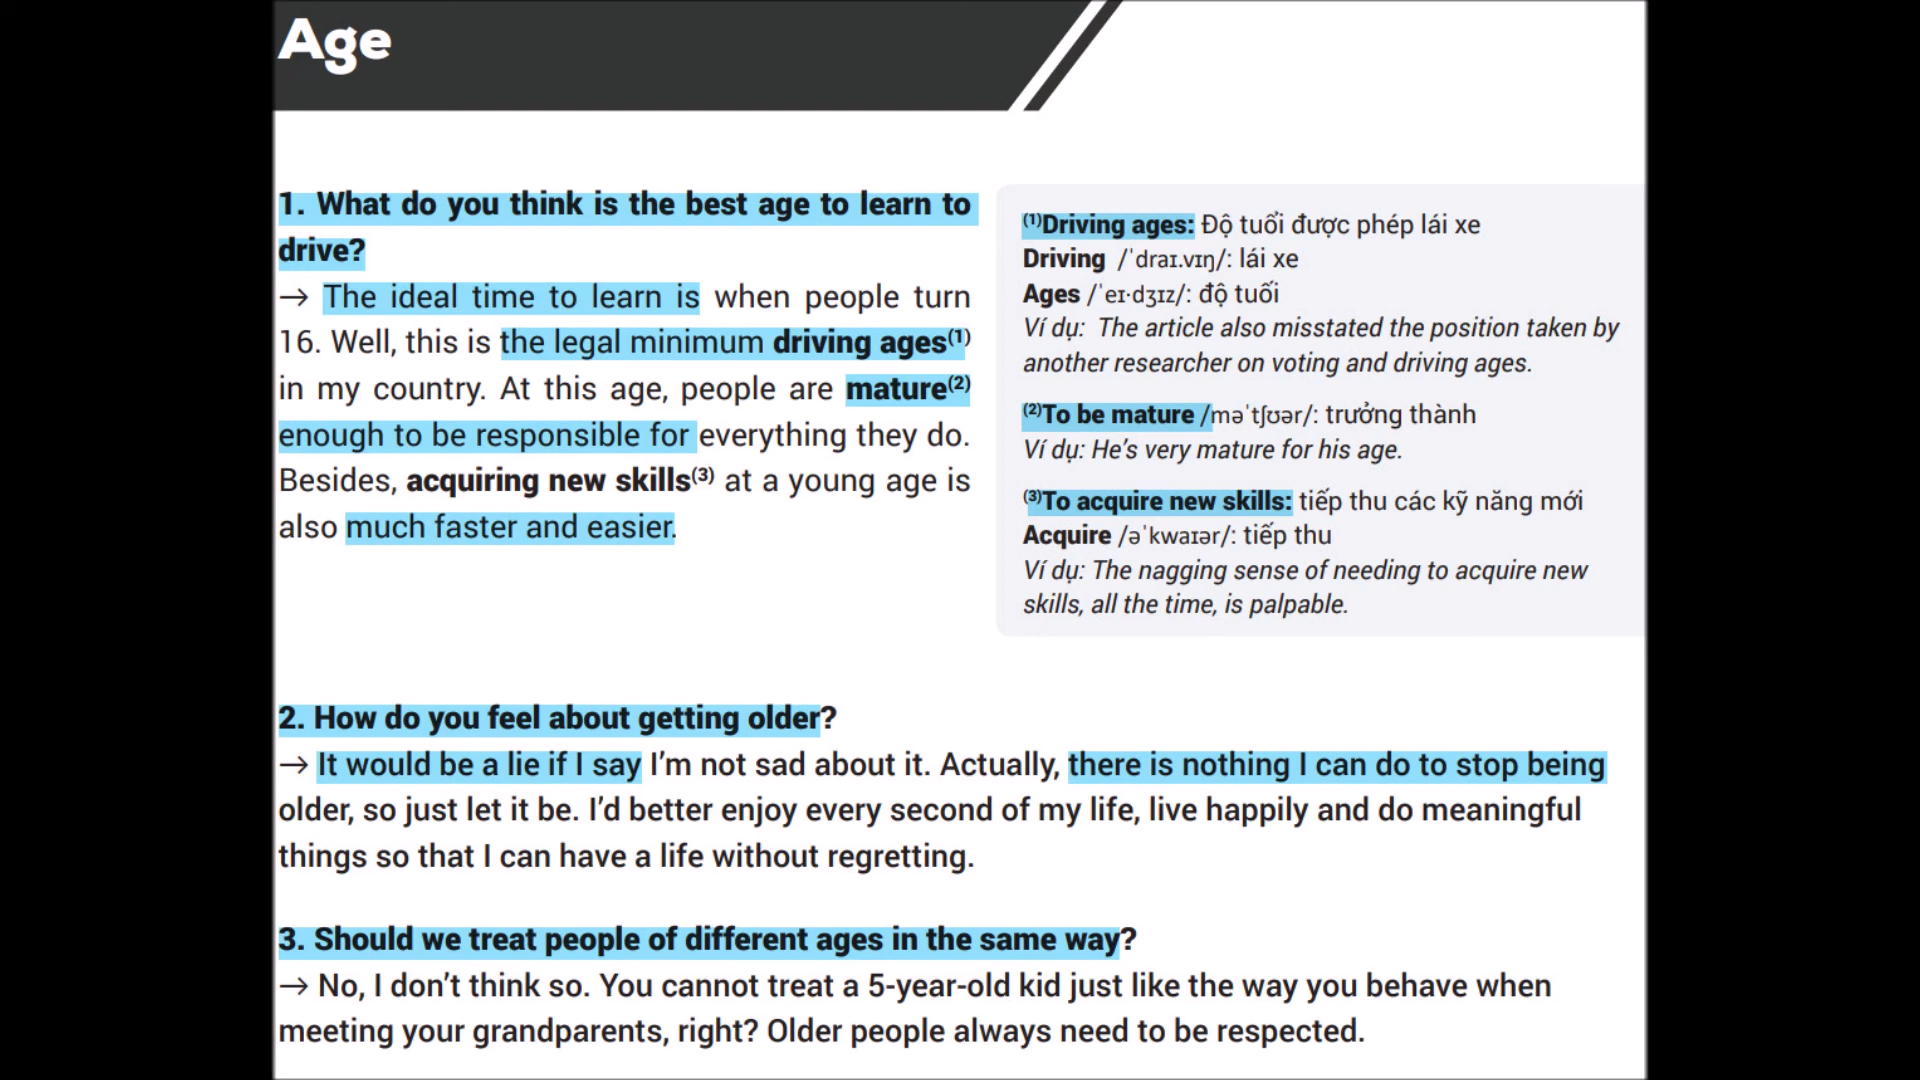 Age
1. What do you think is the best age to learn to
drive?
→ The ideal time to learn is when people turn
16. Well, this is the legal minimum driving ages(1)
in my country. At this age, people are mature(2)
enough to be responsible for everything they do.
Besides, acquiring new skills(3) at a young age is
also much faster and easier.
(1)Driving ages: Độ tuổi được phép lái xe
Driving /ˈdraɪ.vɪŋ/: lái xe
Ages /ˈeɪ·dʒɪz/: độ tuổi
Ví dụ: The article also misstated the position taken by
another researcher on voting and driving ages.
(2)To be mature /məˈtʃʊər/: trưởng thành
Ví dụ: He’s very mature for his age.
(3)To acquire new skills: tiếp thu các kỹ năng mới
Acquire /əˈkwaɪər/: tiếp thu
Ví dụ: The nagging sense of needing to acquire new
skills, all the time, is palpable.
2. How do you feel about getting older?
→ It would be a lie if I say I’m not sad about it. Actually, there is nothing I can do to stop being
older, so just let it be. I’d better enjoy every second of my life, live happily and do meaningful
things so that I can have a life without regretting.
3. Should we treat people of different ages in the same way?
→ No, I don’t think so. You cannot treat a 5-year-old kid just like the way you behave when
meeting your grandparents, right? Older people always need to be respected.